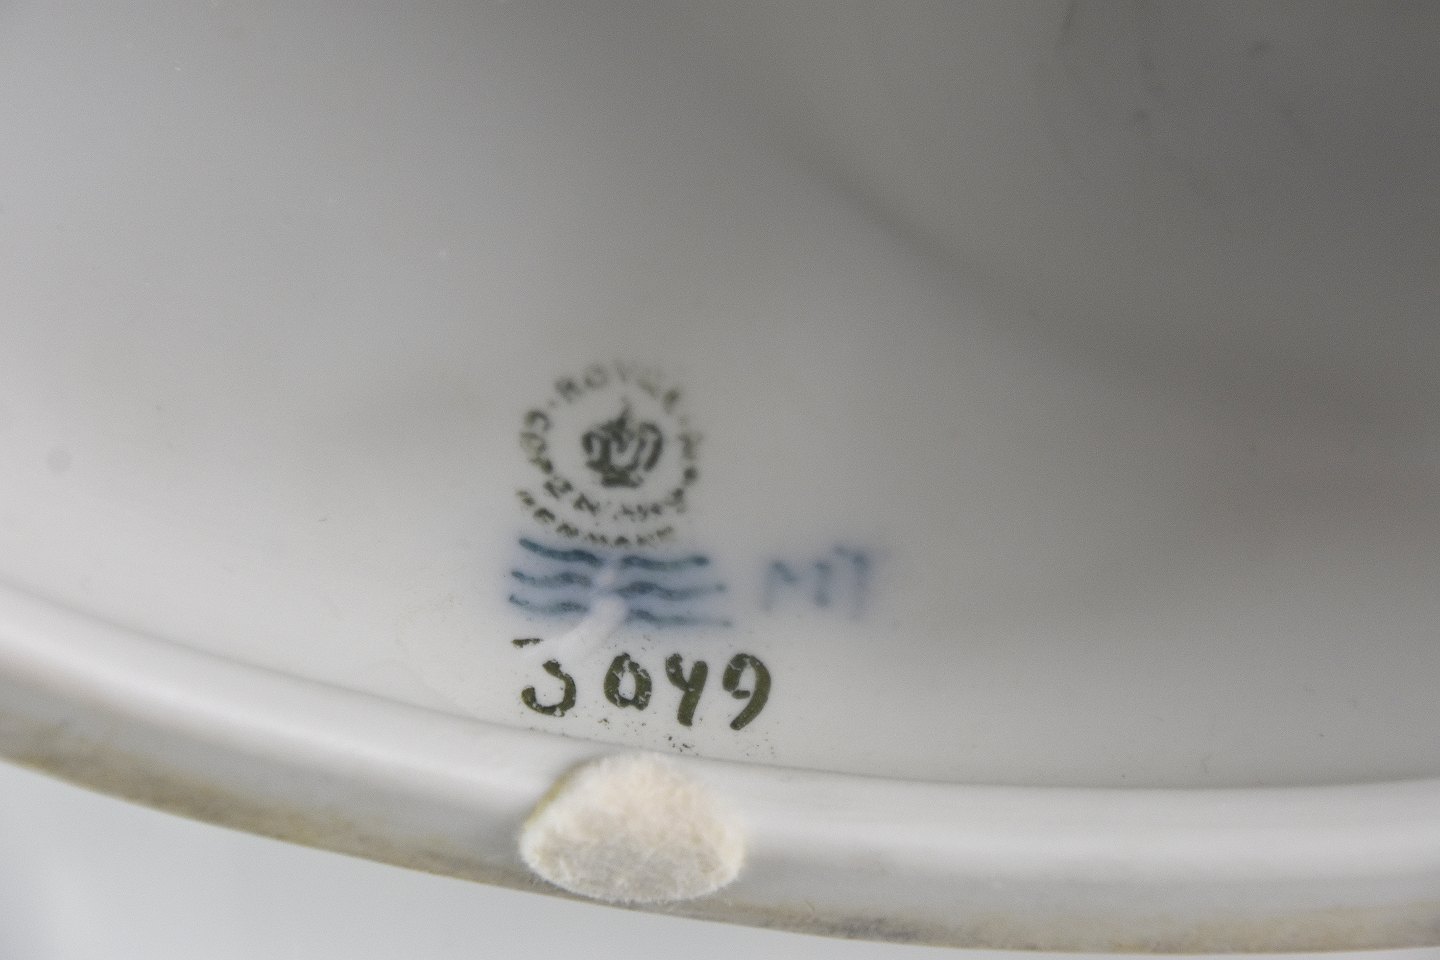 ROYAL
COPENHAGEN
DENMARK
MT
3049